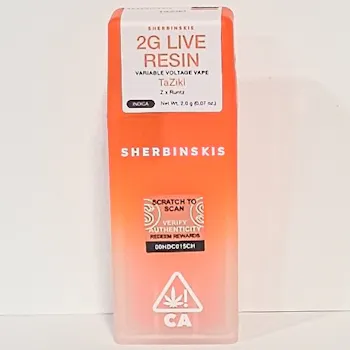 SHERBINSKIS
2G LIVE
RESIN
VARIABLE VOLTAGE VAPE
TaZiki
Z x Runtz
INDICA
Net Wt. 2.0 g (0.07 oz.)
SHERBINSKIS
SCRATCH TO
SCAN
VERIFY
AUTHENTICITY
REDEEM REWARDS
00HDC015CH
!
CA